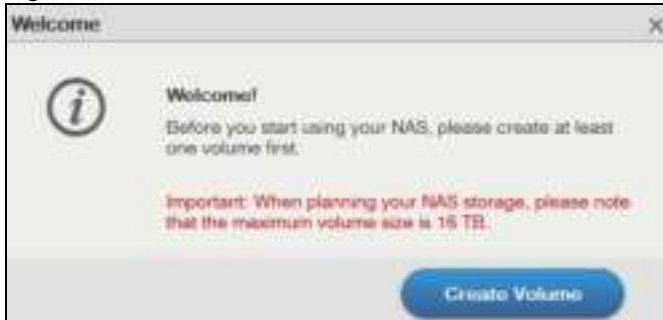 Welcome
Welcome!
Before you start using your NAS, please create at least
one volume first.
Important: When planning your NAS storage, please note
that the maximum volume size is 16 TB.
Create Volume